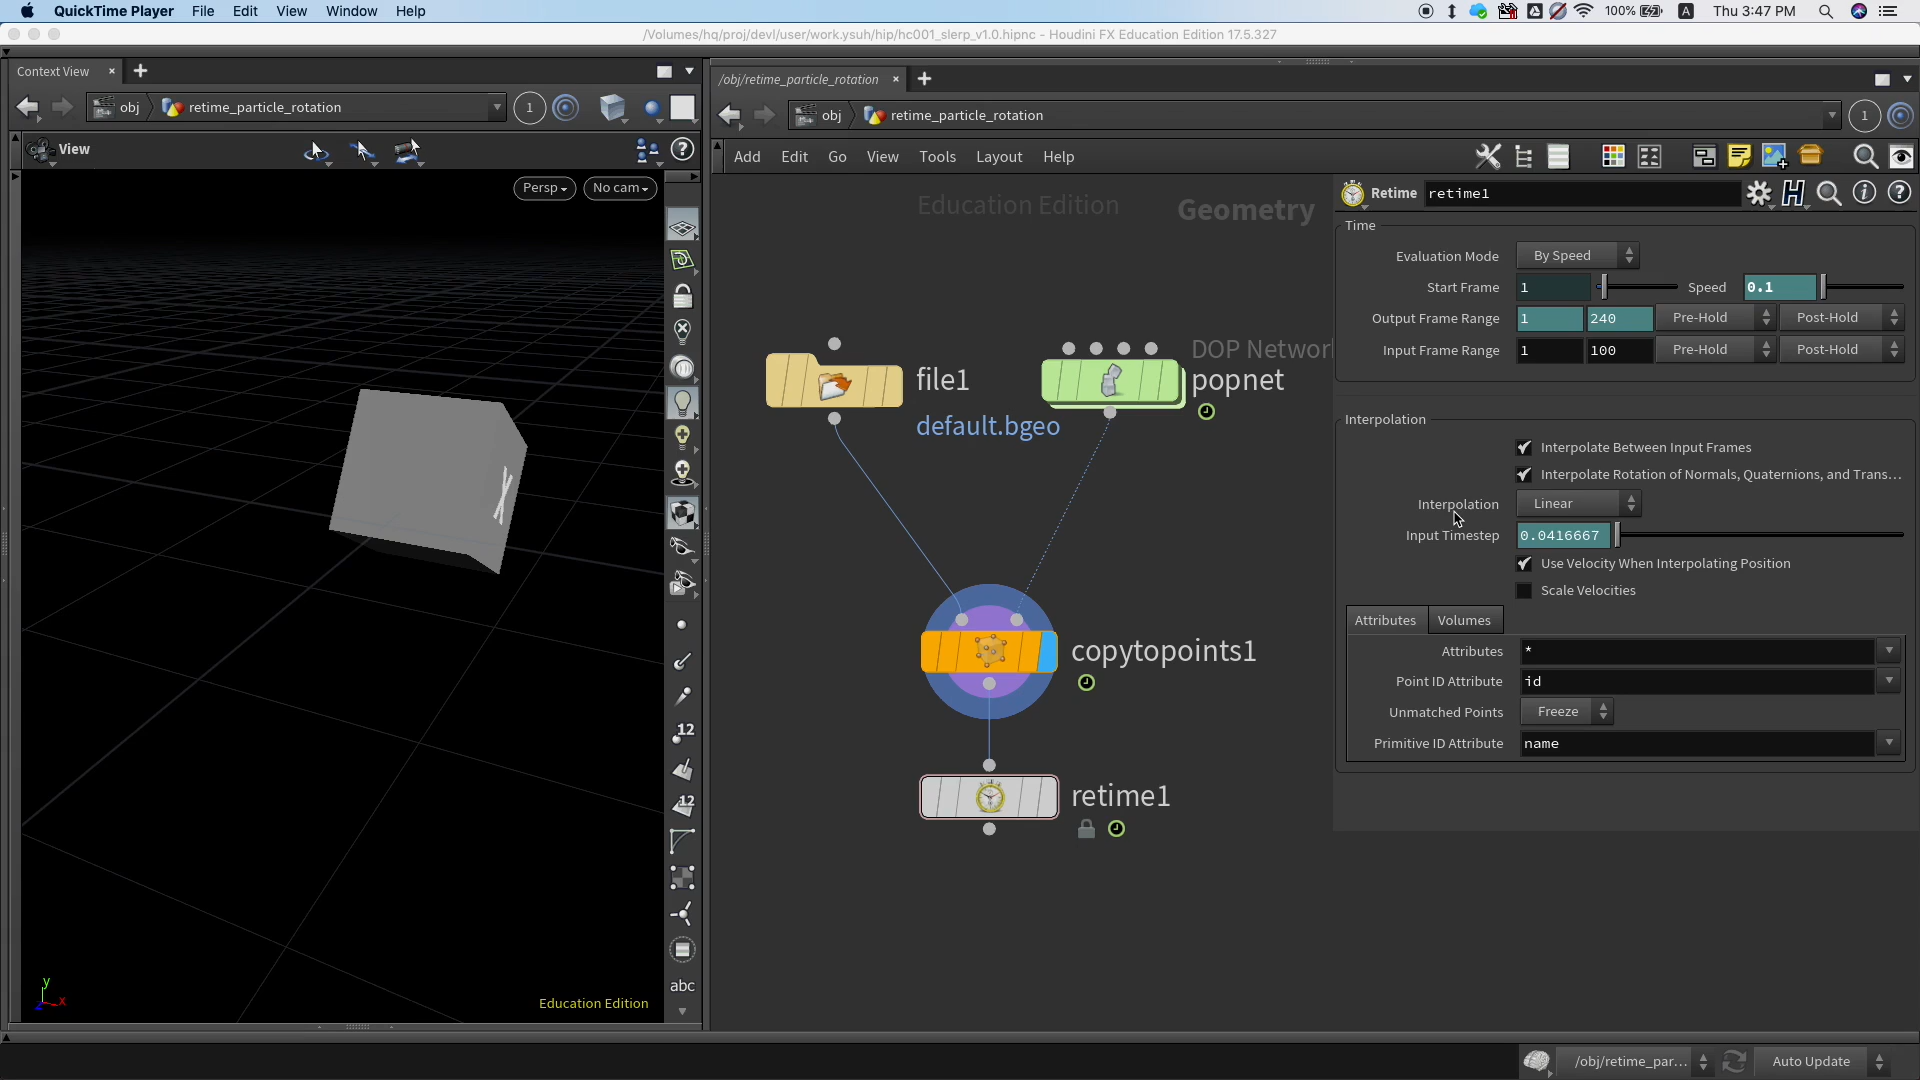 QuickTime Player File Edit View Window Help 100% A Thu 3:47 PM
/Volumes/hq/proj/devl/user/work.ysuh/hip/hc001_slerp_v1.0.hipnc - Houdini FX Education Edition 17.5.327
Context View × +
obj retime_particle_rotation 1
View
Persp No cam
12
12
abc
y
x
z
Education Edition
/obj/retime_particle_rotation × +
obj retime_particle_rotation 1
Add Edit Go View Tools Layout Help
Education Edition Geometry
file1
default.bgeo
DOP Networ
popnet
copytopoints1
retime1
Retime retime1
Time
Evaluation Mode By Speed
Start Frame 1 Speed 0.1
Output Frame Range 1 240 Pre-Hold Post-Hold
Input Frame Range 1 100 Pre-Hold Post-Hold
Interpolation
Interpolate Between Input Frames
Interpolate Rotation of Normals, Quaternions, and Trans...
Interpolation Linear
Input Timestep 0.0416667
Use Velocity When Interpolating Position
Scale Velocities
Attributes Volumes
Attributes *
Point ID Attribute id
Unmatched Points Freeze
Primitive ID Attribute name
/obj/retime_par... Auto Update